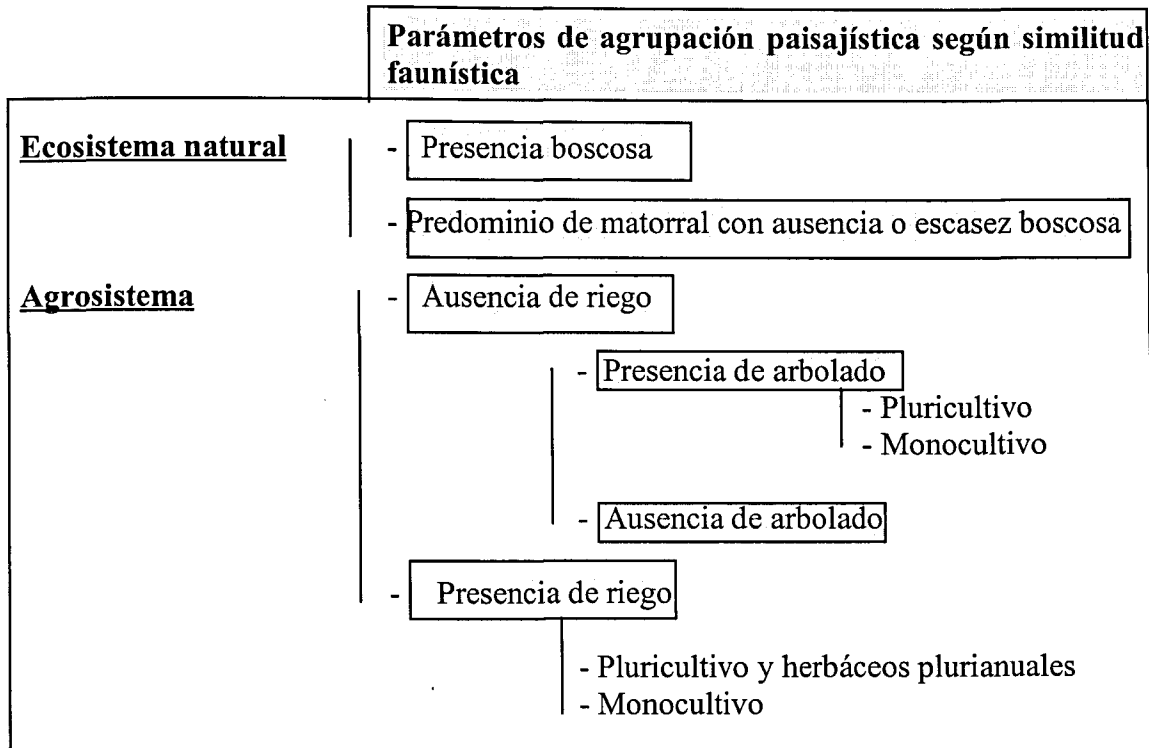 Parámetros de agrupación paisajística según similitud
faunística
Ecosistema natural
- Presencia boscosa
- Predominio de matorral con ausencia o escasez boscosa
Agrosistema
- Ausencia de riego
- Presencia de arbolado
- Pluricultivo
- Monocultivo
- Ausencia de arbolado
- Presencia de riego
- Pluricultivo y herbáceos plurianuales
- Monocultivo